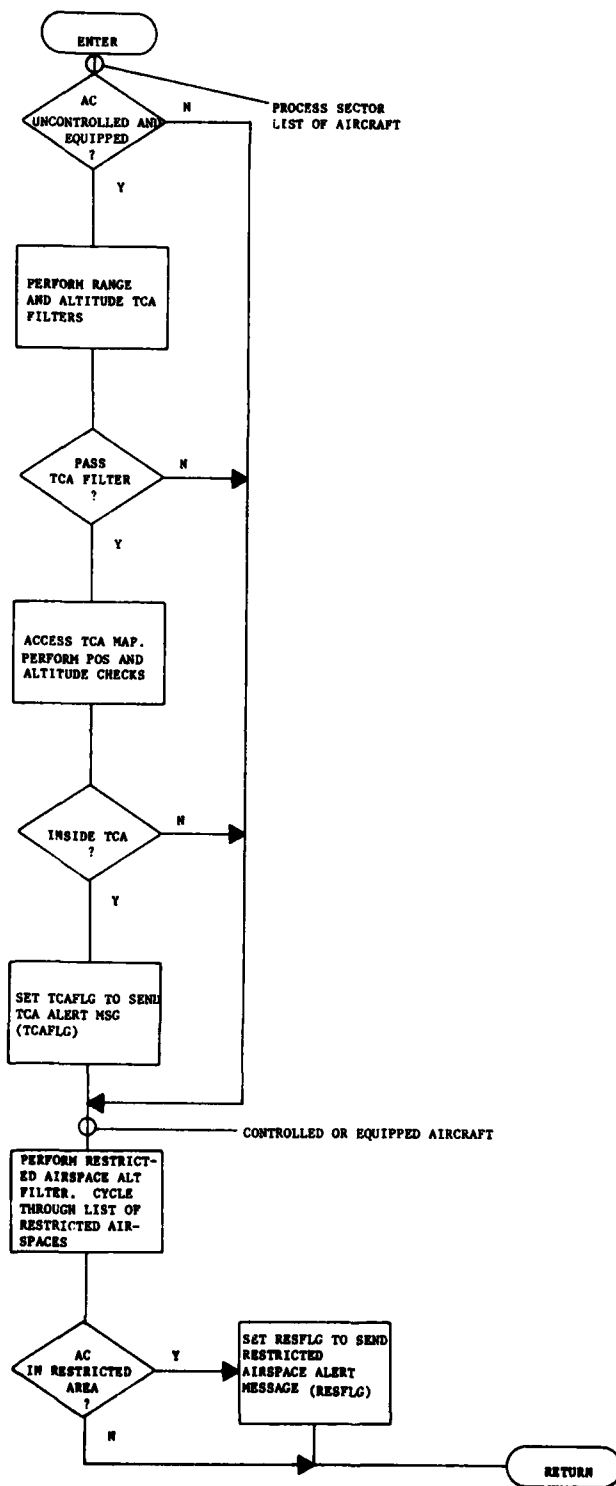 ENTER
PROCESS SECTOR
LIST OF AIRCRAFT
AC
UNCONTROLLED AND
EQUIPPED
?
N
Y
PERFORM RANGE
AND ALTITUDE TCA
FILTERS
PASS
TCA FILTER
?
N
Y
ACCESS TCA MAP.
PERFORM POS AND
ALTITUDE CHECKS
INSIDE TCA
?
N
Y
SET TCAFLG TO SEND
TCA ALERT MSG
(TCAFLG)
CONTROLLED OR EQUIPPED AIRCRAFT
PERFORM RESTRICT-
ED AIRSPACE ALT
FILTER. CYCLE
THROUGH LIST OF
RESTRICTED AIR-
SPACES
AC
IN RESTRICTED
AREA
?
Y
N
SET RESFLG TO SEND
RESTRICTED
AIRSPACE ALERT
MESSAGE (RESFLG)
RETURN